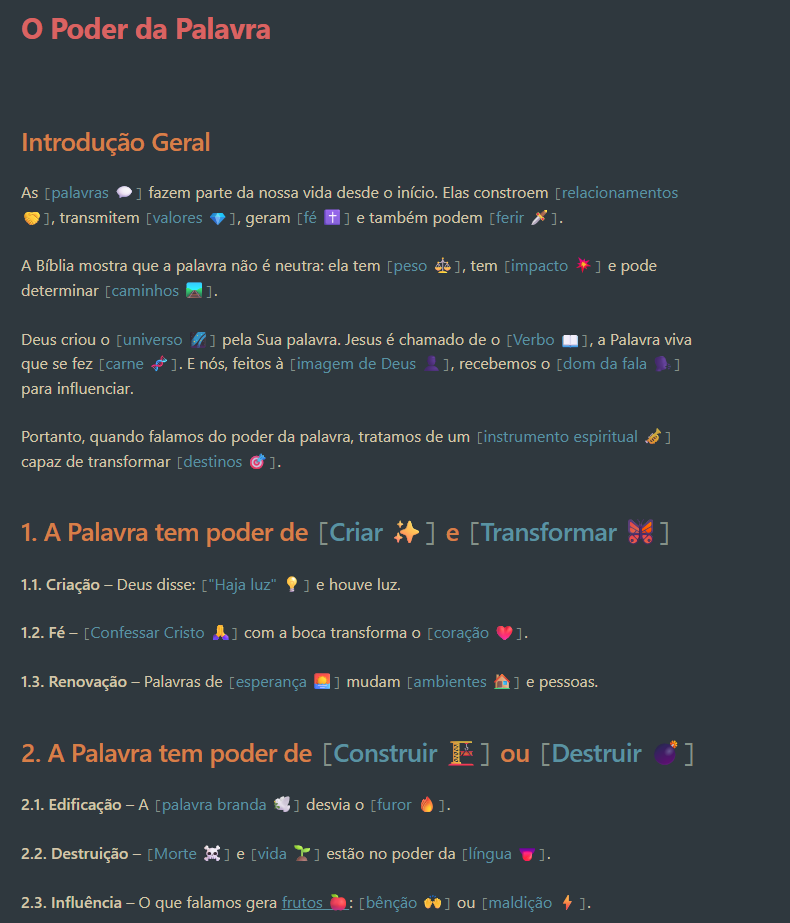 O Poder da Palavra
Introdução Geral
As [palavras 💬] fazem parte da nossa vida desde o início. Elas constroem [relacionamentos
🤝], transmitem [valores 💎], geram [fé ✝️] e também podem [ferir 🗡️].
A Bíblia mostra que a palavra não é neutra: ela tem [peso ⚖️], tem [impacto 💥] e pode
determinar [caminhos 🛤️].
Deus criou o [universo 🌌] pela Sua palavra. Jesus é chamado de o [Verbo 📖], a Palavra viva
que se fez [carne 🧬]. E nós, feitos à [imagem de Deus 👤], recebemos o [dom da fala 🗣️]
para influenciar.
Portanto, quando falamos do poder da palavra, tratamos de um [instrumento espiritual 🎺]
capaz de transformar [destinos 🎯].
1. A Palavra tem poder de [Criar ✨] e [Transformar 🦋]
1.1. Criação – Deus disse: ["Haja luz" 💡] e houve luz.
1.2. Fé – [Confessar Cristo 🙏] com a boca transforma o [coração ❤️].
1.3. Renovação – Palavras de [esperança 🌅] mudam [ambientes 🏠] e pessoas.
2. A Palavra tem poder de [Construir 🏗️] ou [Destruir 💣]
2.1. Edificação – A [palavra branda 🕊️] desvia o [furor 🔥].
2.2. Destruição – [Morte ☠️] e [vida 🌱] estão no poder da [língua 👅].
2.3. Influência – O que falamos gera frutos 🍎: [bênção 🙌] ou [maldição ⚡].